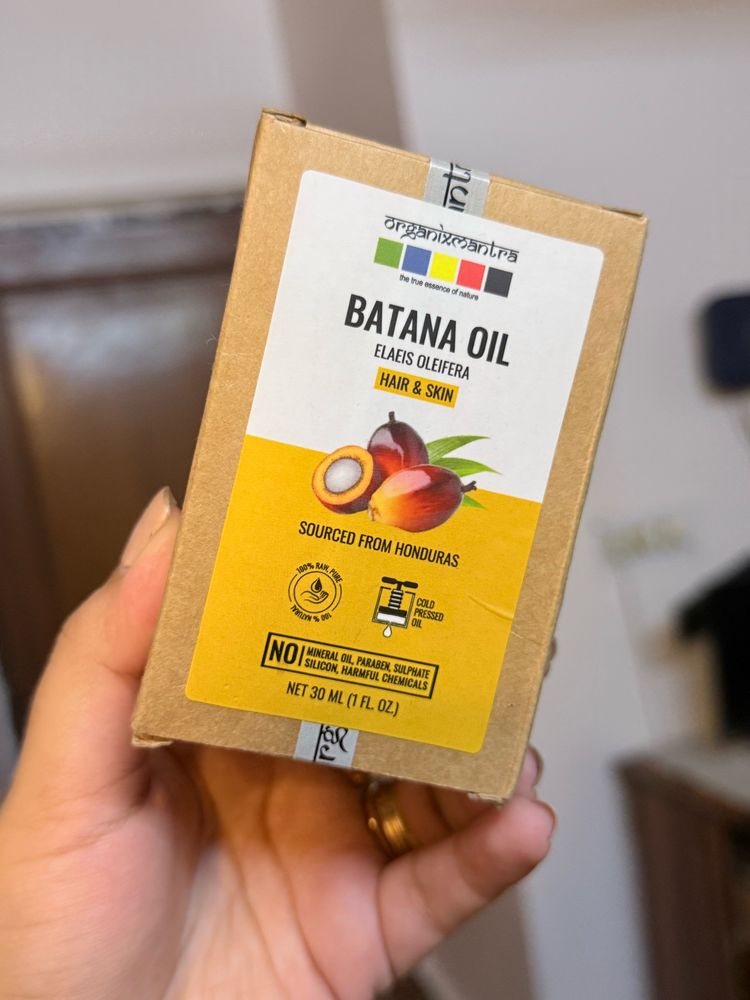 organixmantra
the true essence of nature
BATANA OIL
ELAEIS OLEIFERA
HAIR & SKIN
SOURCED FROM HONDURAS
100% RAW, PURE
100 % NATURAL
COLD
PRESSED
OIL
NO
MINERAL OIL, PARABEN, SULPHATE
SILICON, HARMFUL CHEMICALS
NET 30 ML (1 FL. OZ.)